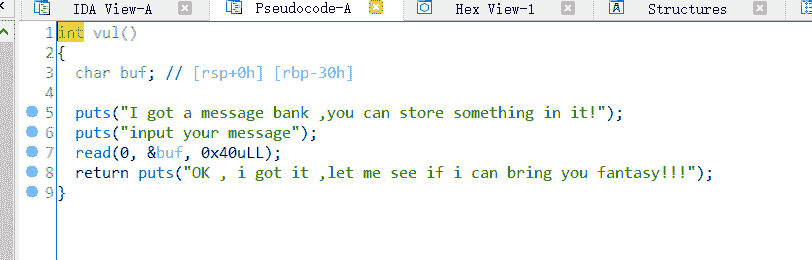 IDA View-A Pseudocode-A Hex View-1 A Structures
1 int vul()
2 {
3 char buf; // [rsp+0h] [rbp-30h]
4
5 puts("I got a message bank ,you can store something in it!");
6 puts("input your message");
7 read(0, &buf, 0x40uLL);
8 return puts("OK , i got it ,let me see if i can bring you fantasy!!!");
9 }